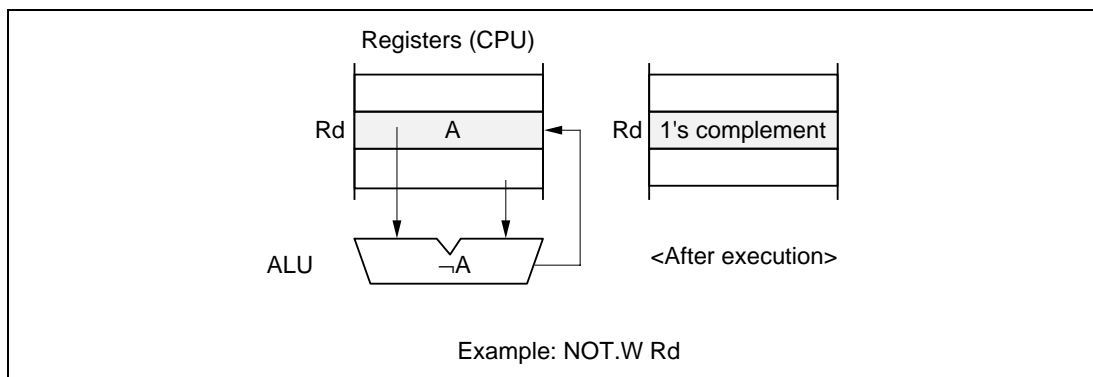 Registers (CPU)
Rd A
Rd 1's complement
ALU ¬A
<After execution>
Example: NOT.W Rd